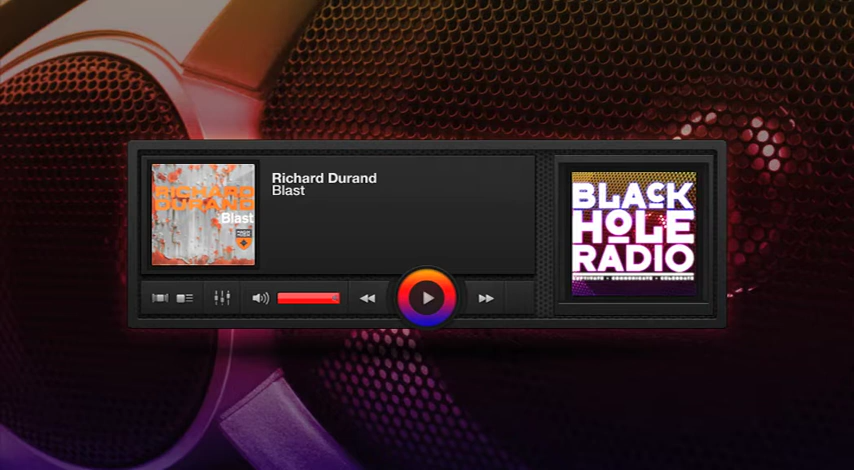 Richard Durand
Blast
RICHARD
DURAND
Blast
BLACK
HOLE
RADIO